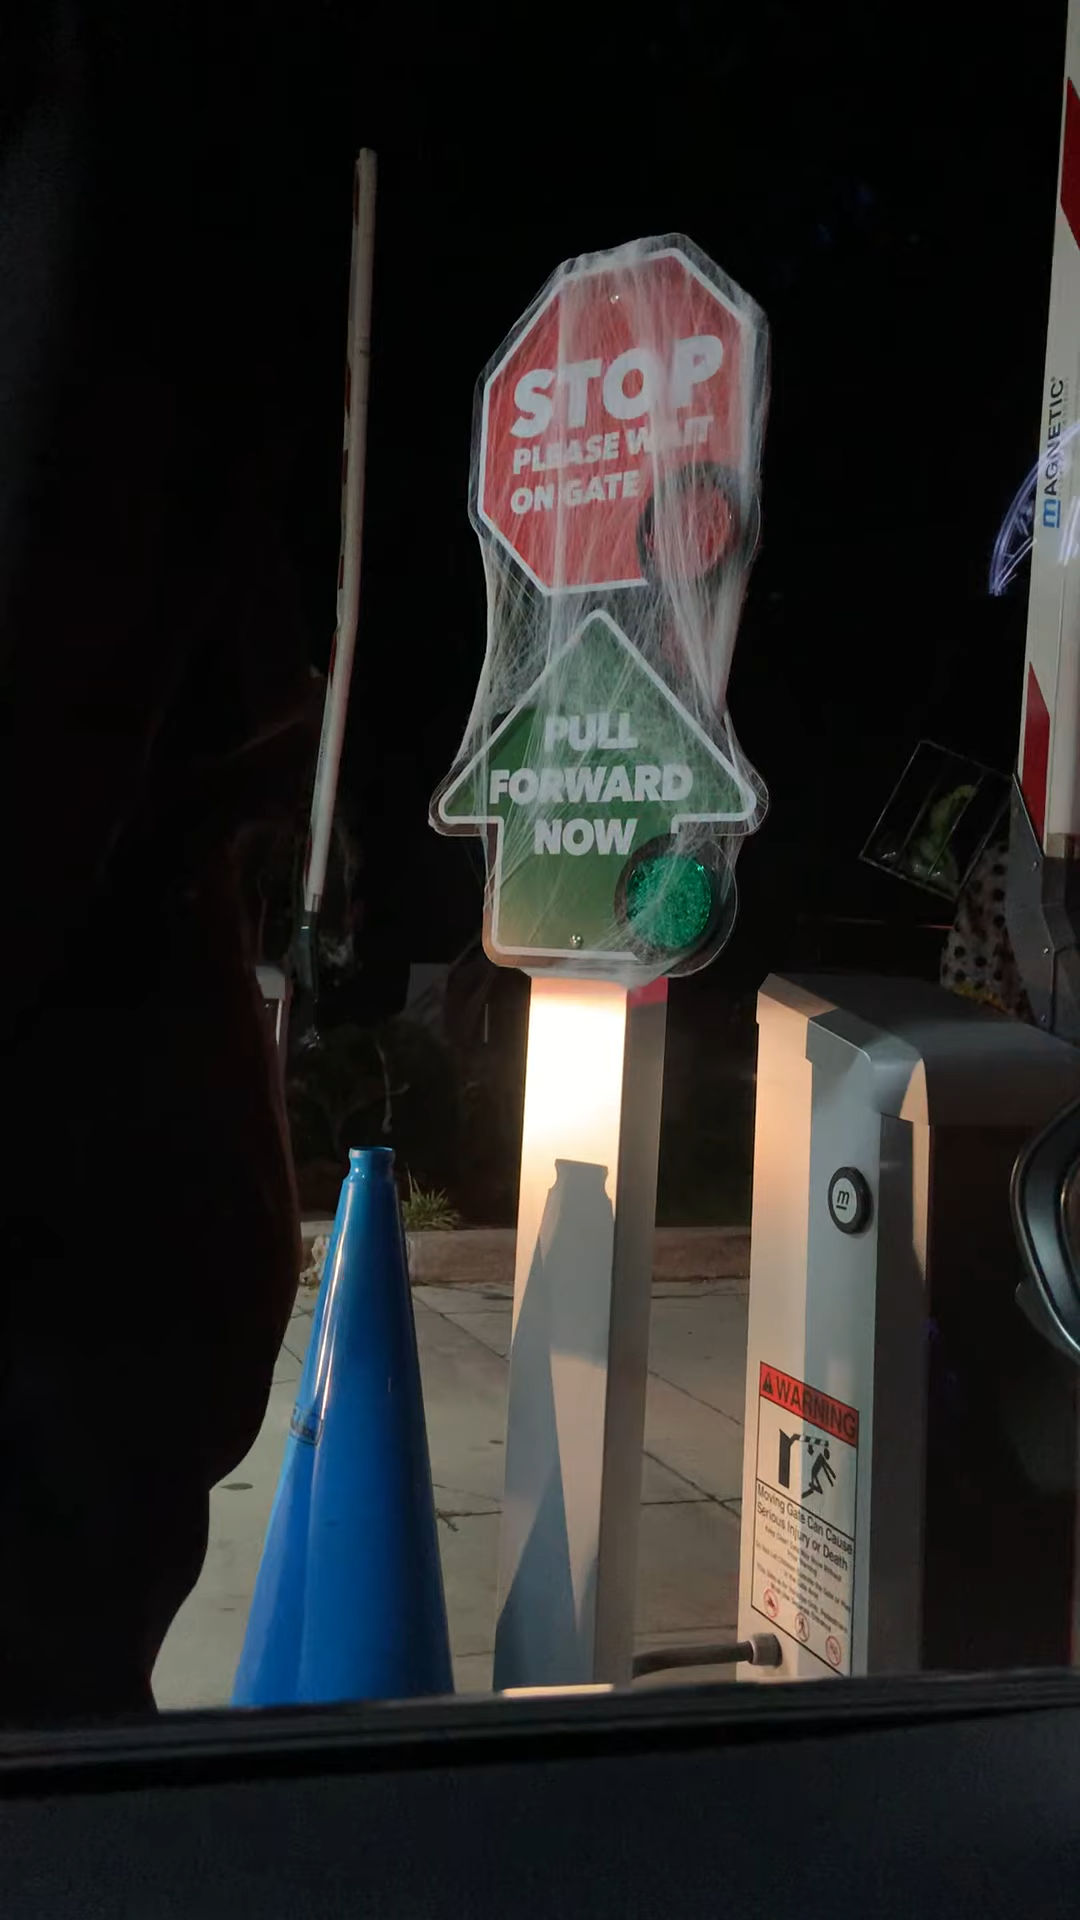 STOP
PLEASE WAIT
ON GATE
PULL
FORWARD
NOW
MAGNETIC
m
WARNING
Moving Gate Can Cause
Serious Injury or Death